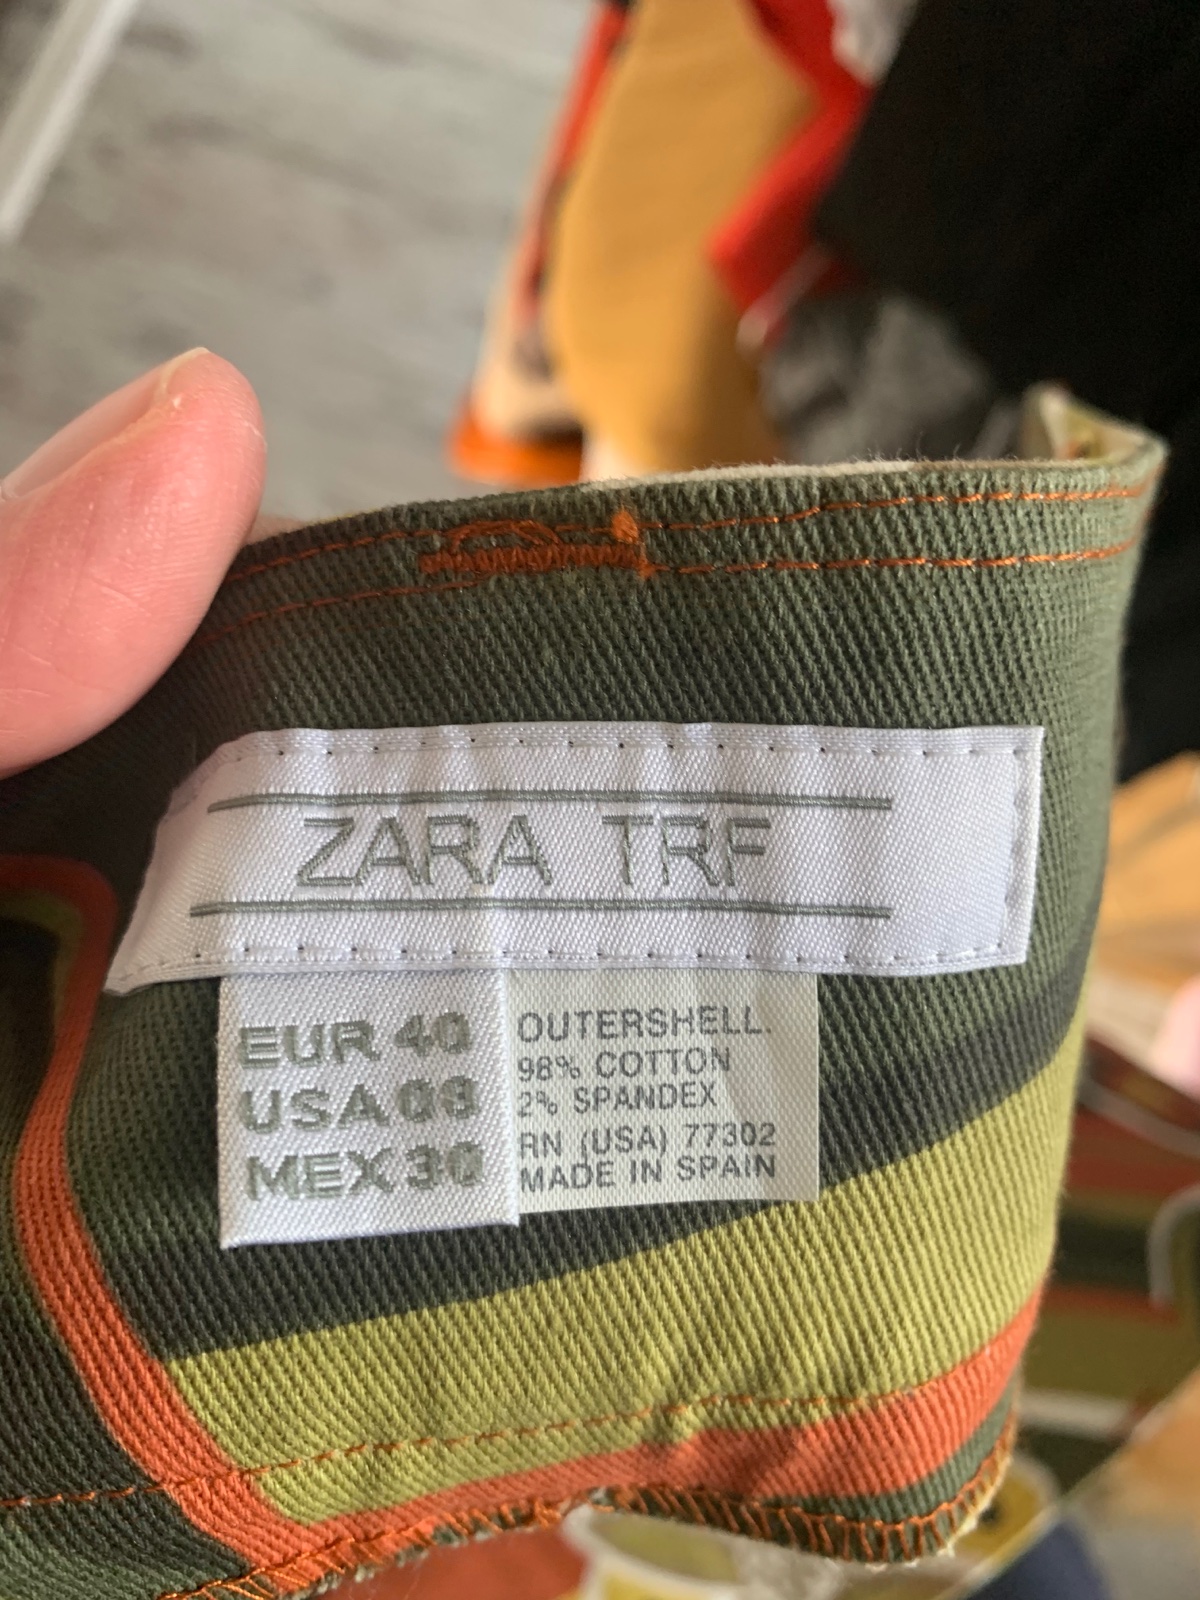 ZARA TRF
EUR 40
USA 08
MEX 30
OUTERSHELL.
98% COTTON
2% SPANDEX
RN (USA) 77302
MADE IN SPAIN